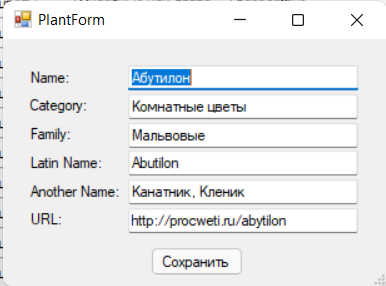 PlantForm
Name: Абутилон
Category: Комнатные цветы
Family: Мальвовые
Latin Name: Abutilon
Another Name: Канатник, Кленик
URL: http://procweti.ru/abytilon
Сохранить